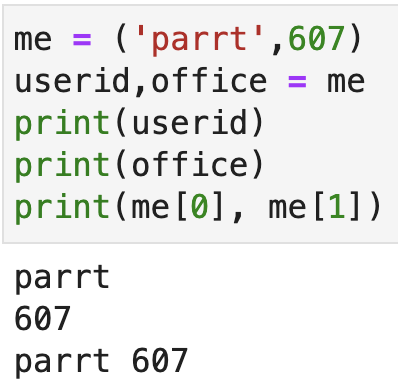 me = ('parrt',607)
userid,office = me
print(userid)
print(office)
print(me[0], me[1])
parrt
607
parrt 607